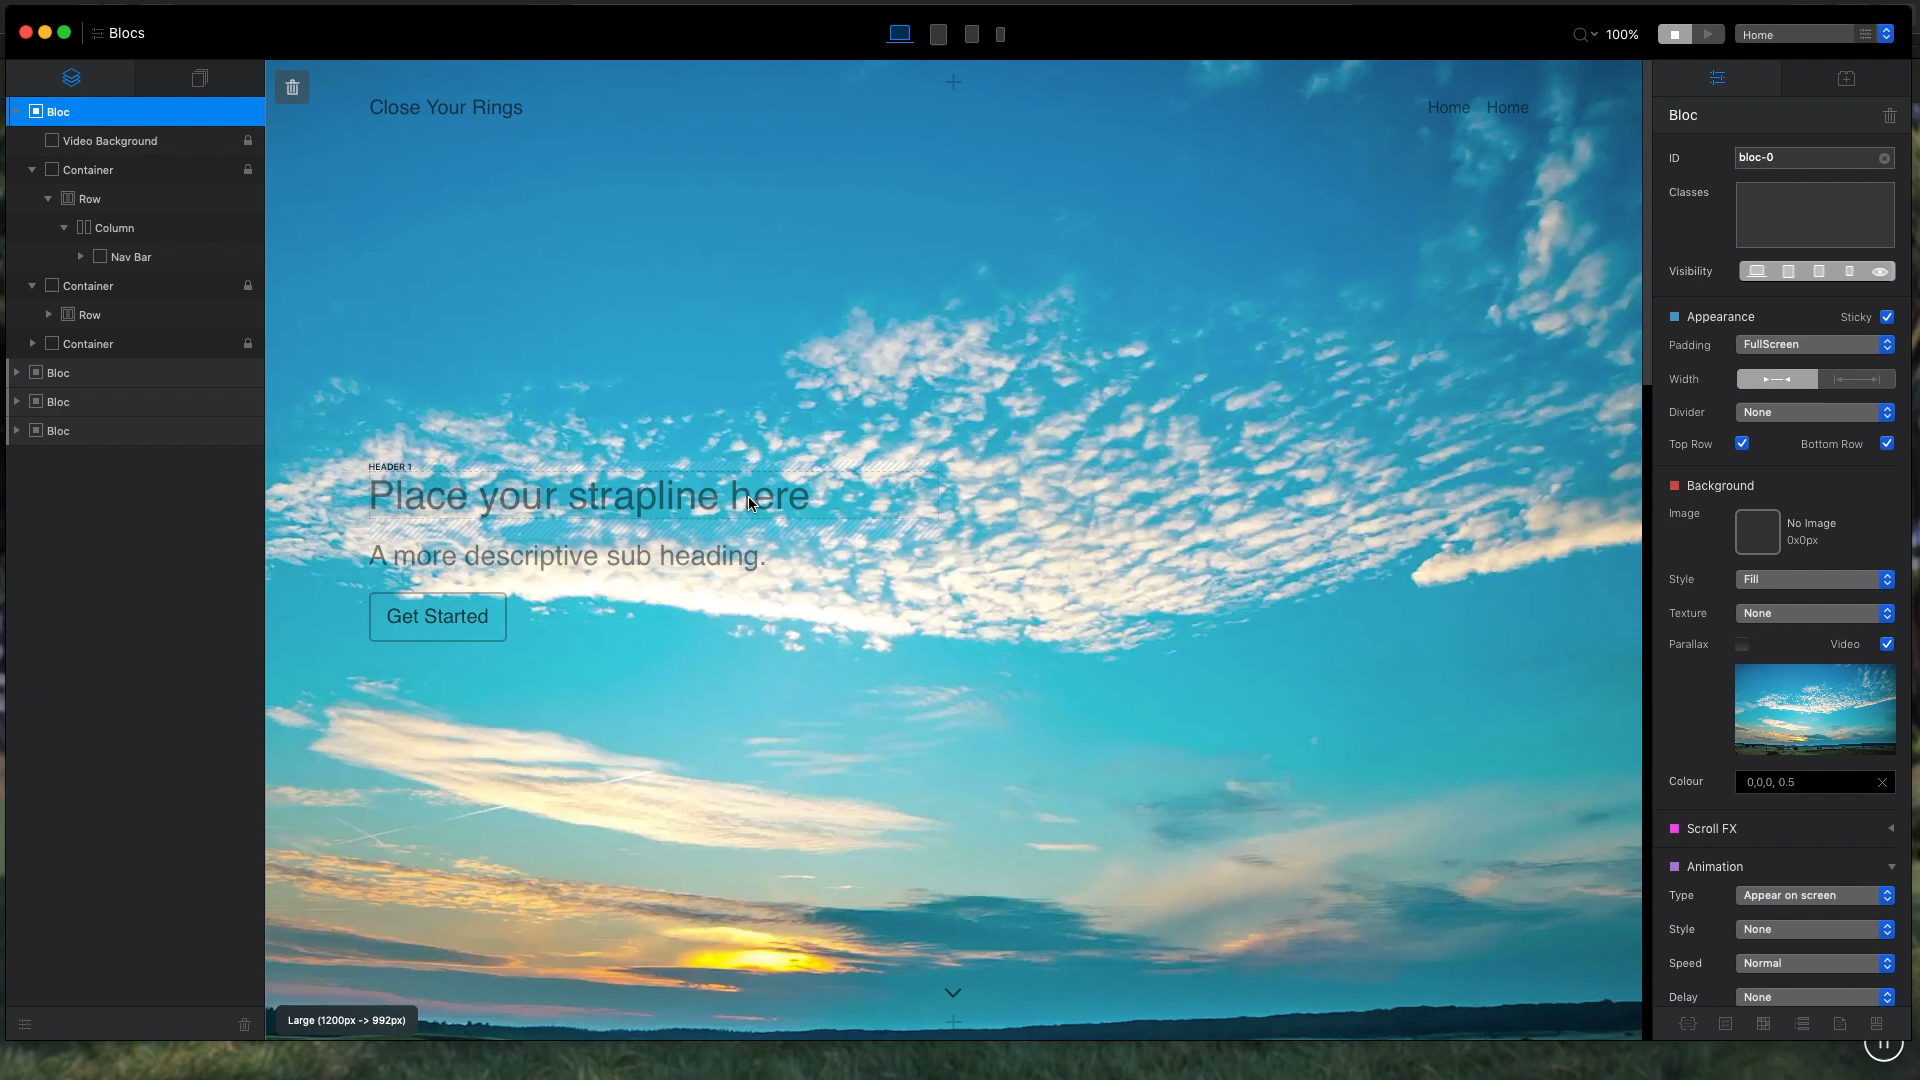 Blocs
100%
Home
Bloc
Video Background
Container
Row
Column
Nav Bar
Container
Row
Container
Bloc
Bloc
Bloc
Close Your Rings
Home Home
HEADER 1
Place your strapline here
A more descriptive sub heading.
Get Started
Large (1200px -> 992px)
Bloc
ID bloc-0
Classes
Visibility
Appearance Sticky
Padding FullScreen
Width
Divider None
Top Row Bottom Row
Background
Image No Image
0x0px
Style Fill
Texture None
Parallax Video
Colour 0,0,0, 0.5
Scroll FX
Animation
Type Appear on screen
Style None
Speed Normal
Delay None